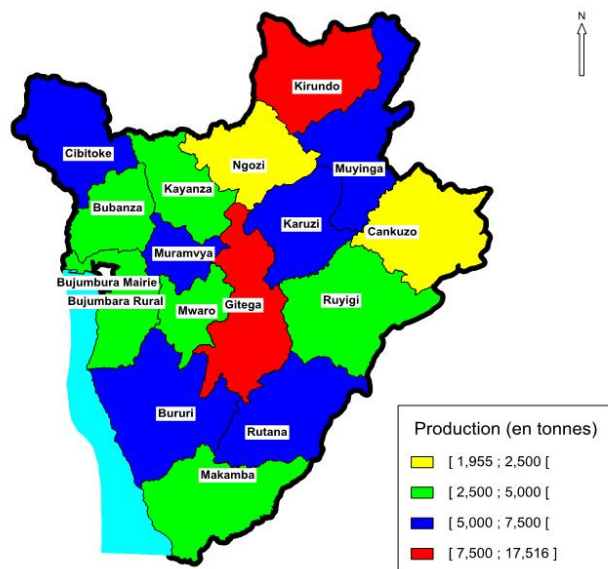 N
Kirundo
Cibitoke
Ngozi
Muyinga
Kayanza
Bubanza
Karuzi
Cankuzo
Muramvya
Bujumbura Mairie
Bujumbara Rural
Mwaro
Gitega
Ruyigi
Bururi
Rutana
Makamba
Production (en tonnes)
[ 1,955 ; 2,500 [
[ 2,500 ; 5,000 [
[ 5,000 ; 7,500 [
[ 7,500 ; 17,516 ]